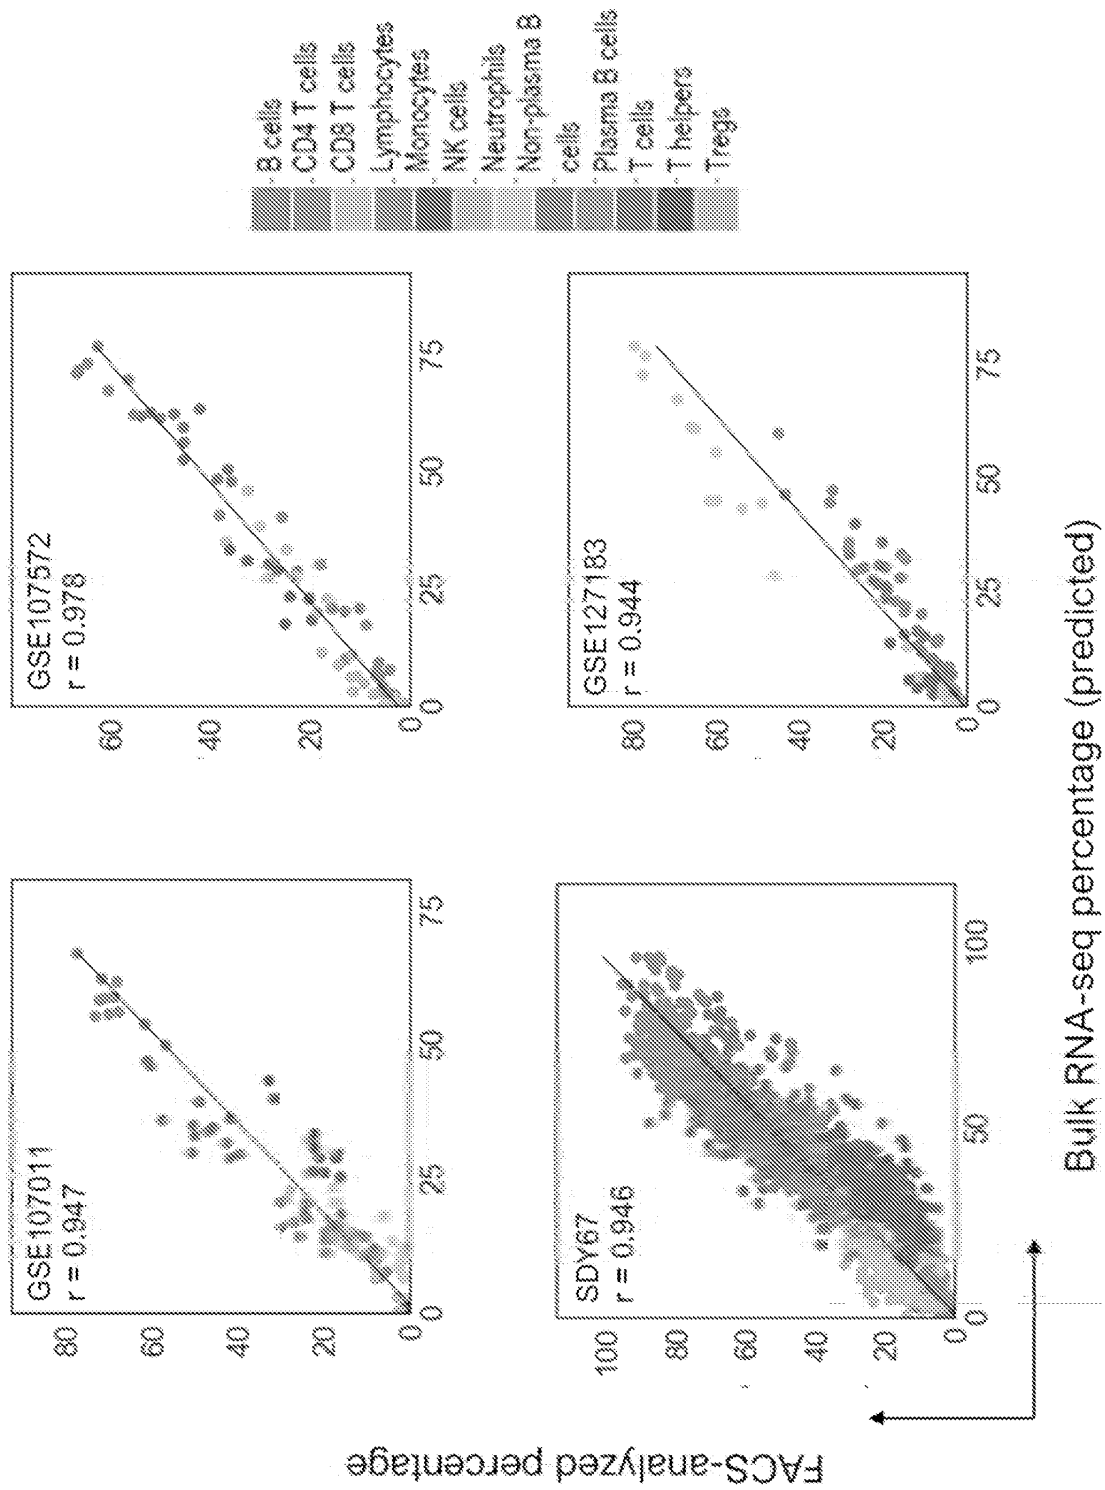 FACS-analyzed percentage
GSE107011
r = 0.947
80
60
40
20
0
0
25
50
75
GSE107572
r = 0.978
60
40
20
0
0
25
50
75
SDY67
r = 0.946
100
80
60
40
20
0
0
50
100
GSE127183
r = 0.944
80
60
40
20
0
0
25
50
75
Bulk RNA-seq percentage (predicted)
B cells
CD4 T cells
CD8 T cells
Lymphocytes
Monocytes
NK cells
Neutrophils
Non-plasma B
cells
Plasma B cells
T cells
T helpers
Tregs